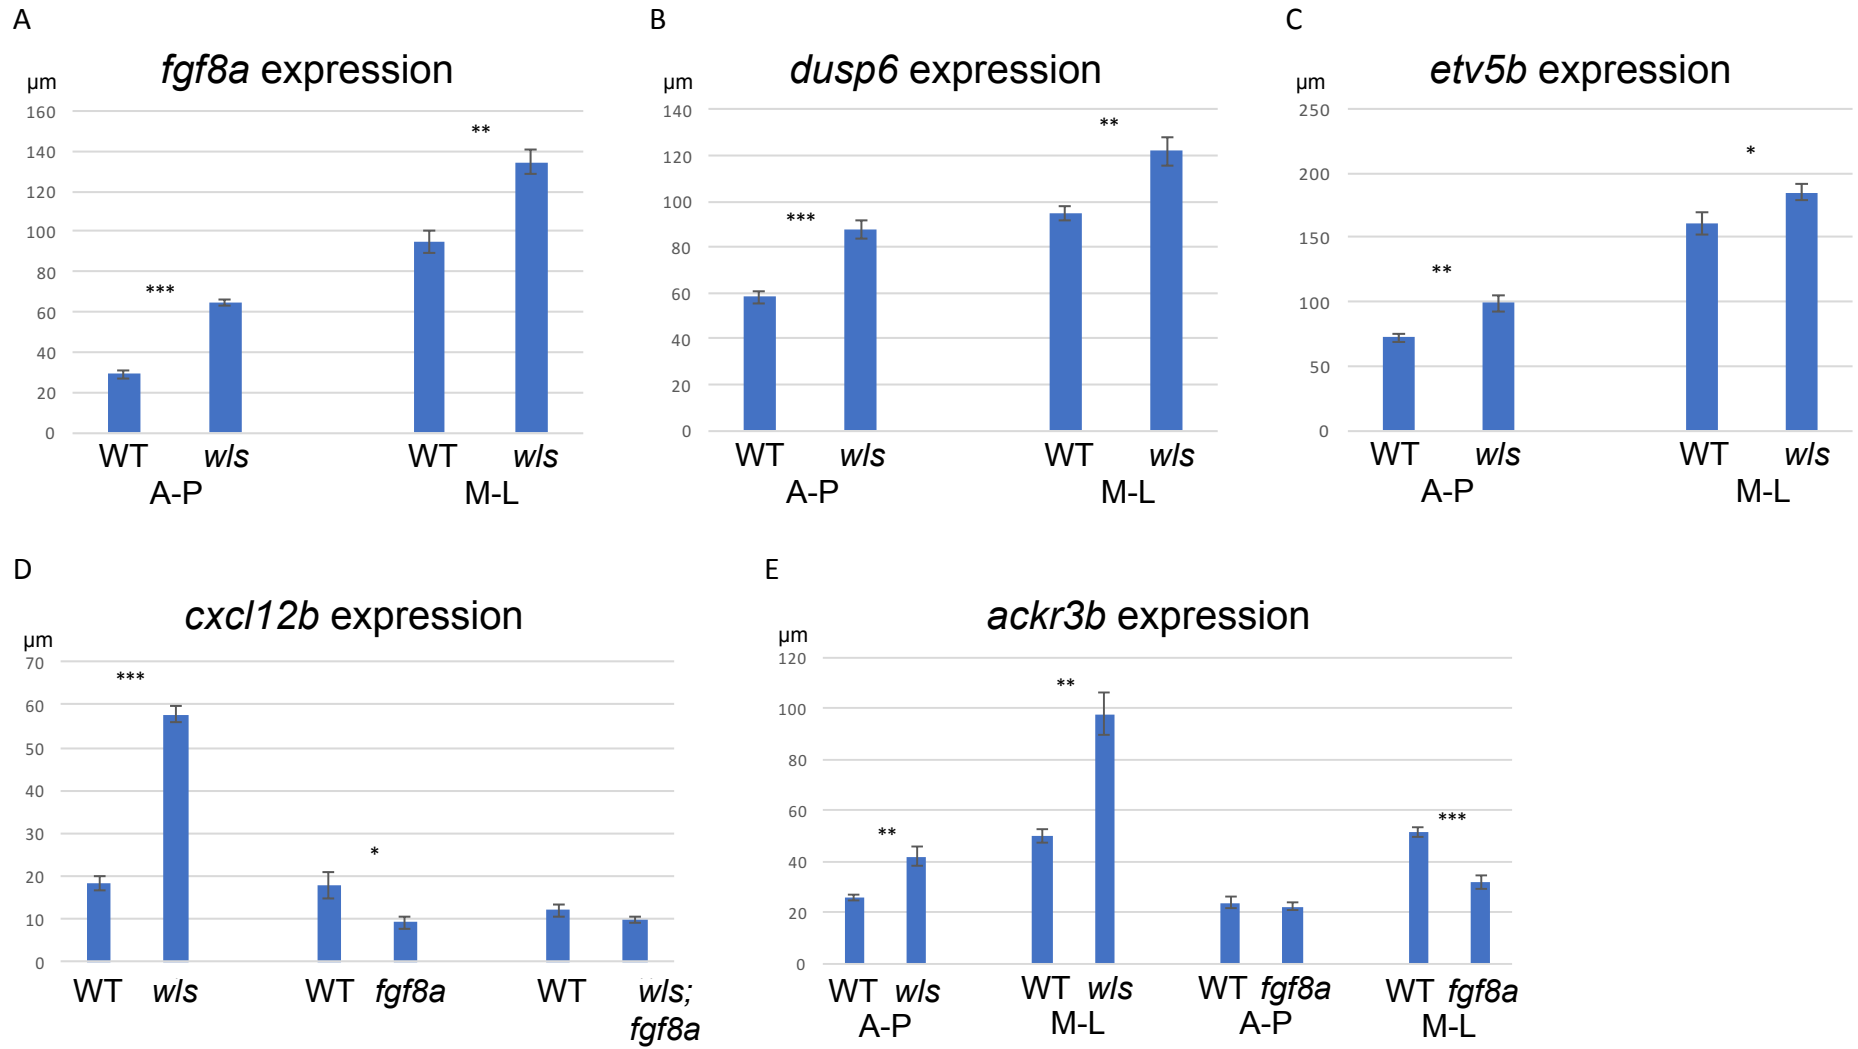 A
fgf8a expression
µm
160
140
120
100
80
60
40
20
0
***
**
WT wls WT wls
A-P M-L
B
dusp6 expression
µm
140
120
100
80
60
40
20
0
***
**
WT wls WT wls
A-P M-L
C
etv5b expression
µm
250
200
150
100
50
0
**
*
WT wls WT wls
A-P M-L
D
cxcl12b expression
µm
70
60
50
40
30
20
10
0
***
*
WT wls WT fgf8a WT wls;
fgf8a
E
ackr3b expression
µm
120
100
80
60
40
20
0
**
**
***
WT wls WT wls WT fgf8a WT fgf8a
A-P M-L A-P M-L